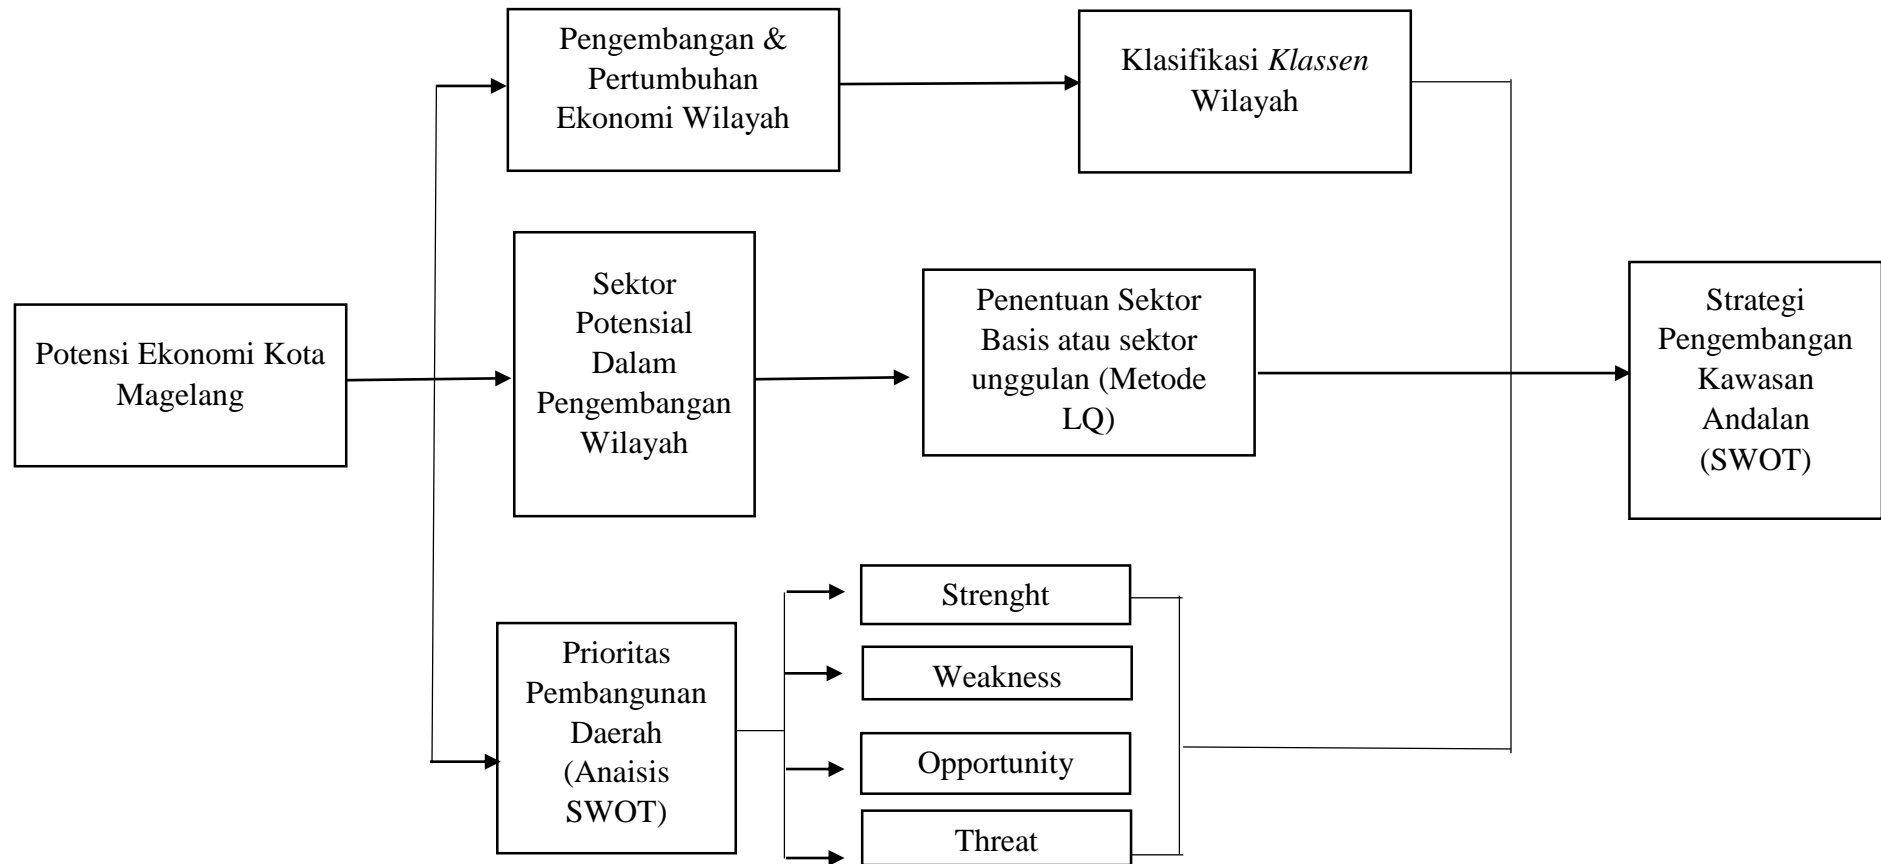 Pengembangan &
Pertumbuhan
Ekonomi Wilayah
Klasifikasi Klassen
Wilayah
Potensi Ekonomi Kota
Magelang
Sektor
Potensial
Dalam
Pengembangan
Wilayah
Penentuan Sektor
Basis atau sektor
unggulan (Metode
LQ)
Strategi
Pengembangan
Kawasan
Andalan
(SWOT)
Prioritas
Pembangunan
Daerah
(Anaisis
SWOT)
Strenght
Weakness
Opportunity
Threat